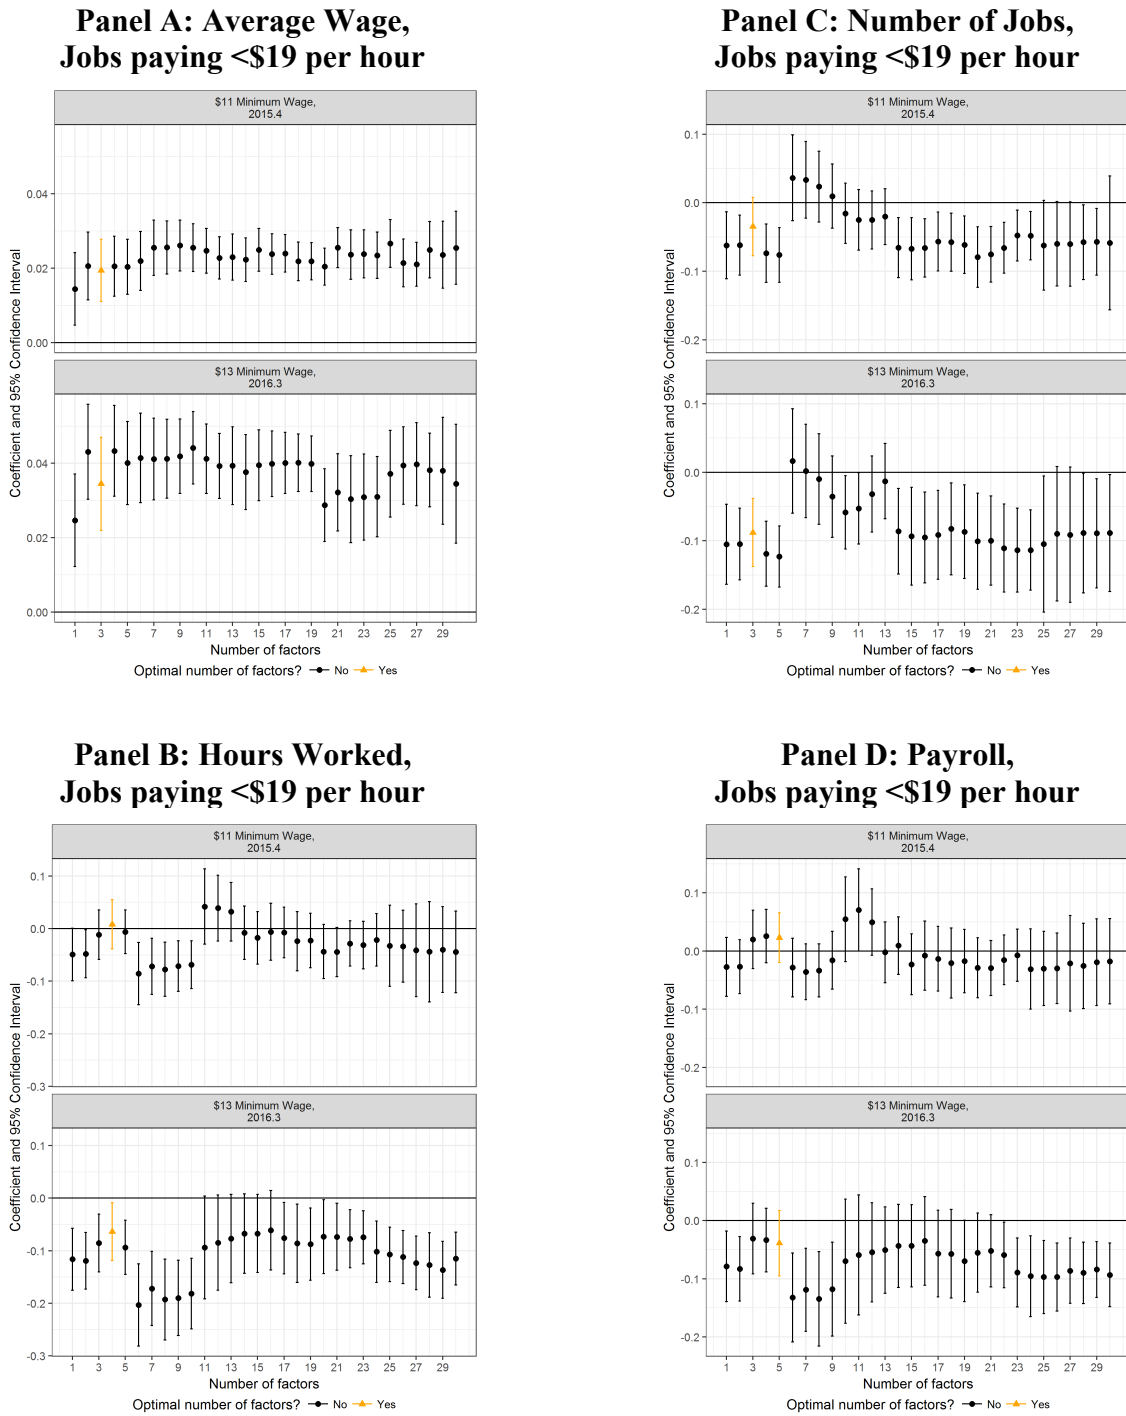 Panel A: Average Wage,
Jobs paying <$19 per hour
$11 Minimum Wage,
2015.4
0.04
0.02
0.00
$13 Minimum Wage,
2016.3
0.04
0.02
0.00
Coefficient and 95% Confidence Interval
1 3 5 7 9 11 13 15 17 19 21 23 25 27 29
Number of factors
Optimal number of factors? No Yes
Panel C: Number of Jobs,
Jobs paying <$19 per hour
$11 Minimum Wage,
2015.4
0.1
0.0
-0.1
-0.2
$13 Minimum Wage,
2016.3
0.1
0.0
-0.1
-0.2
Coefficient and 95% Confidence Interval
1 3 5 7 9 11 13 15 17 19 21 23 25 27 29
Number of factors
Optimal number of factors? No Yes
Panel B: Hours Worked,
Jobs paying <$19 per hour
$11 Minimum Wage,
2015.4
0.1
0.0
-0.1
-0.2
-0.3
$13 Minimum Wage,
2016.3
0.1
0.0
-0.1
-0.2
-0.3
Coefficient and 95% Confidence Interval
1 3 5 7 9 11 13 15 17 19 21 23 25 27 29
Number of factors
Optimal number of factors? No Yes
Panel D: Payroll,
Jobs paying <$19 per hour
$11 Minimum Wage,
2015.4
0.1
0.0
-0.1
-0.2
$13 Minimum Wage,
2016.3
0.1
0.0
-0.1
-0.2
Coefficient and 95% Confidence Interval
1 3 5 7 9 11 13 15 17 19 21 23 25 27 29
Number of factors
Optimal number of factors? No Yes